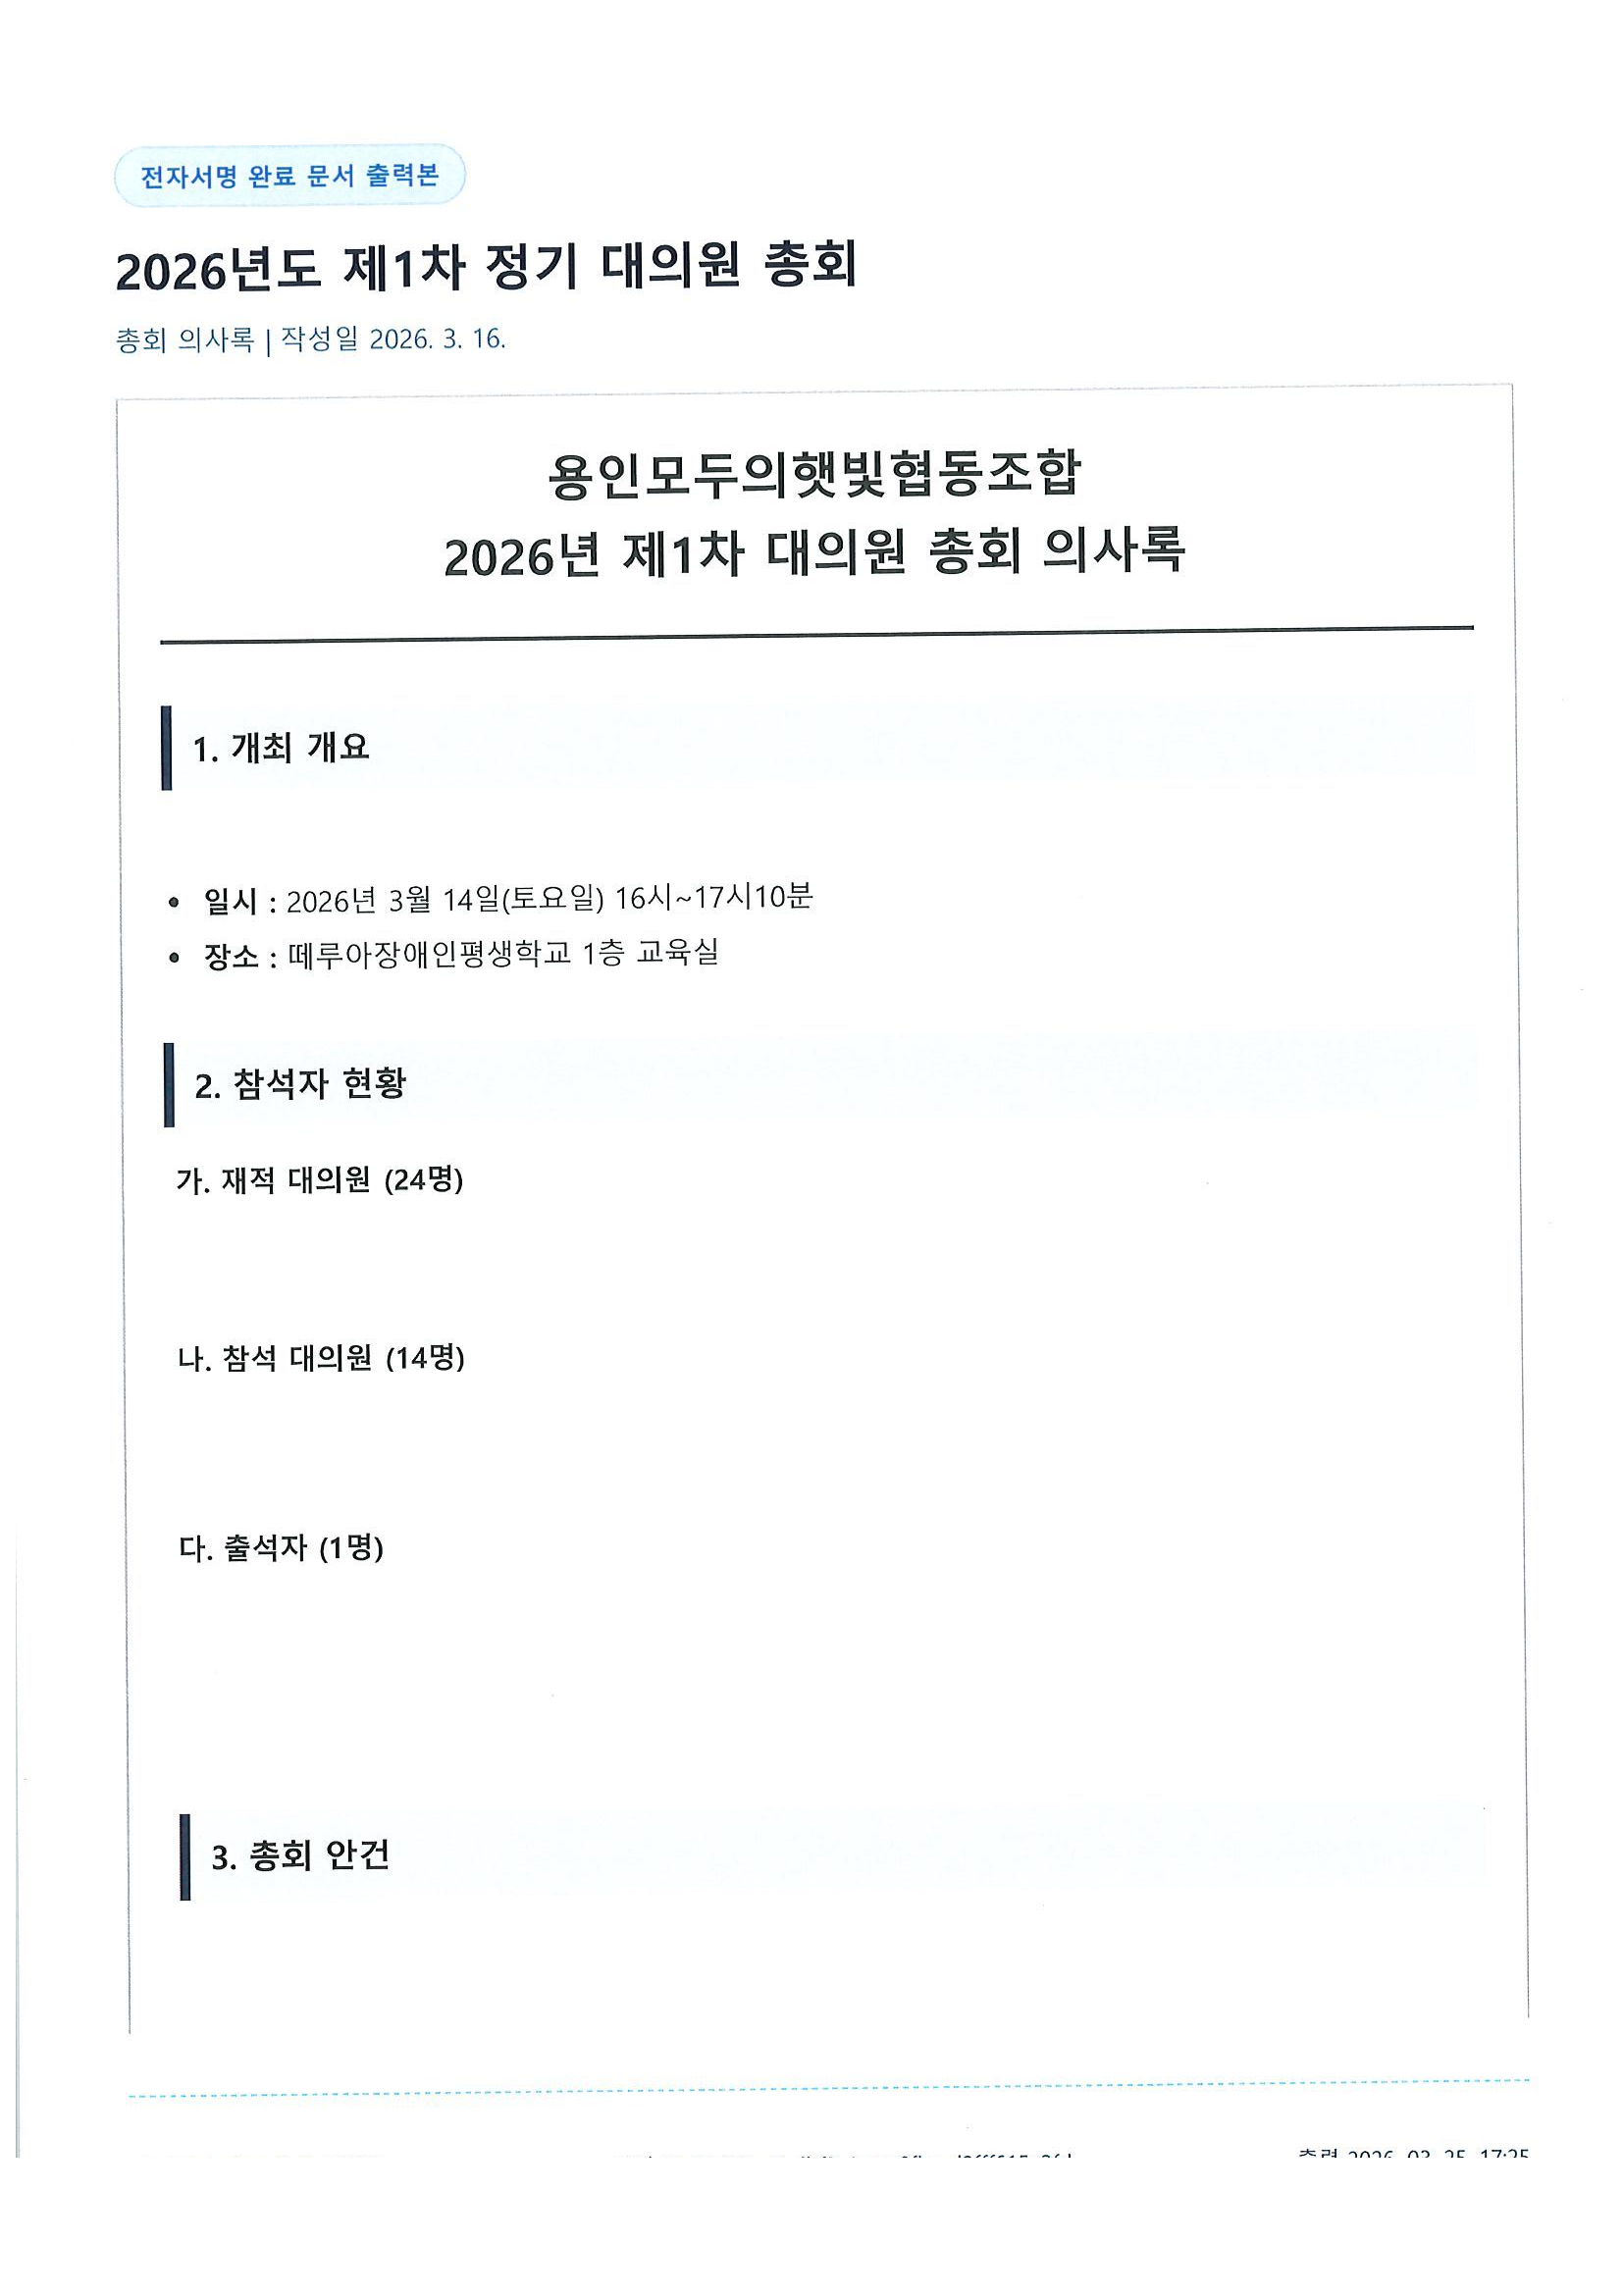 전자서명 완료 문서 출력본
2026년도 제1차 정기 대의원 총회
총회 의사록 | 작성일 2026. 3. 16.
용인모두의햇빛협동조합
2026년 제1차 대의원 총회 의사록
1. 개최 개요
• 일시 : 2026년 3월 14일(토요일) 16시~17시10분
• 장소 : 떼루아장애인평생학교 1층 교육실
2. 참석자 현황
가. 재적 대의원 (24명)
나. 참석 대의원 (14명)
다. 출석자 (1명)
3. 총회 안건
출력 2026. 03. 25. 17:25